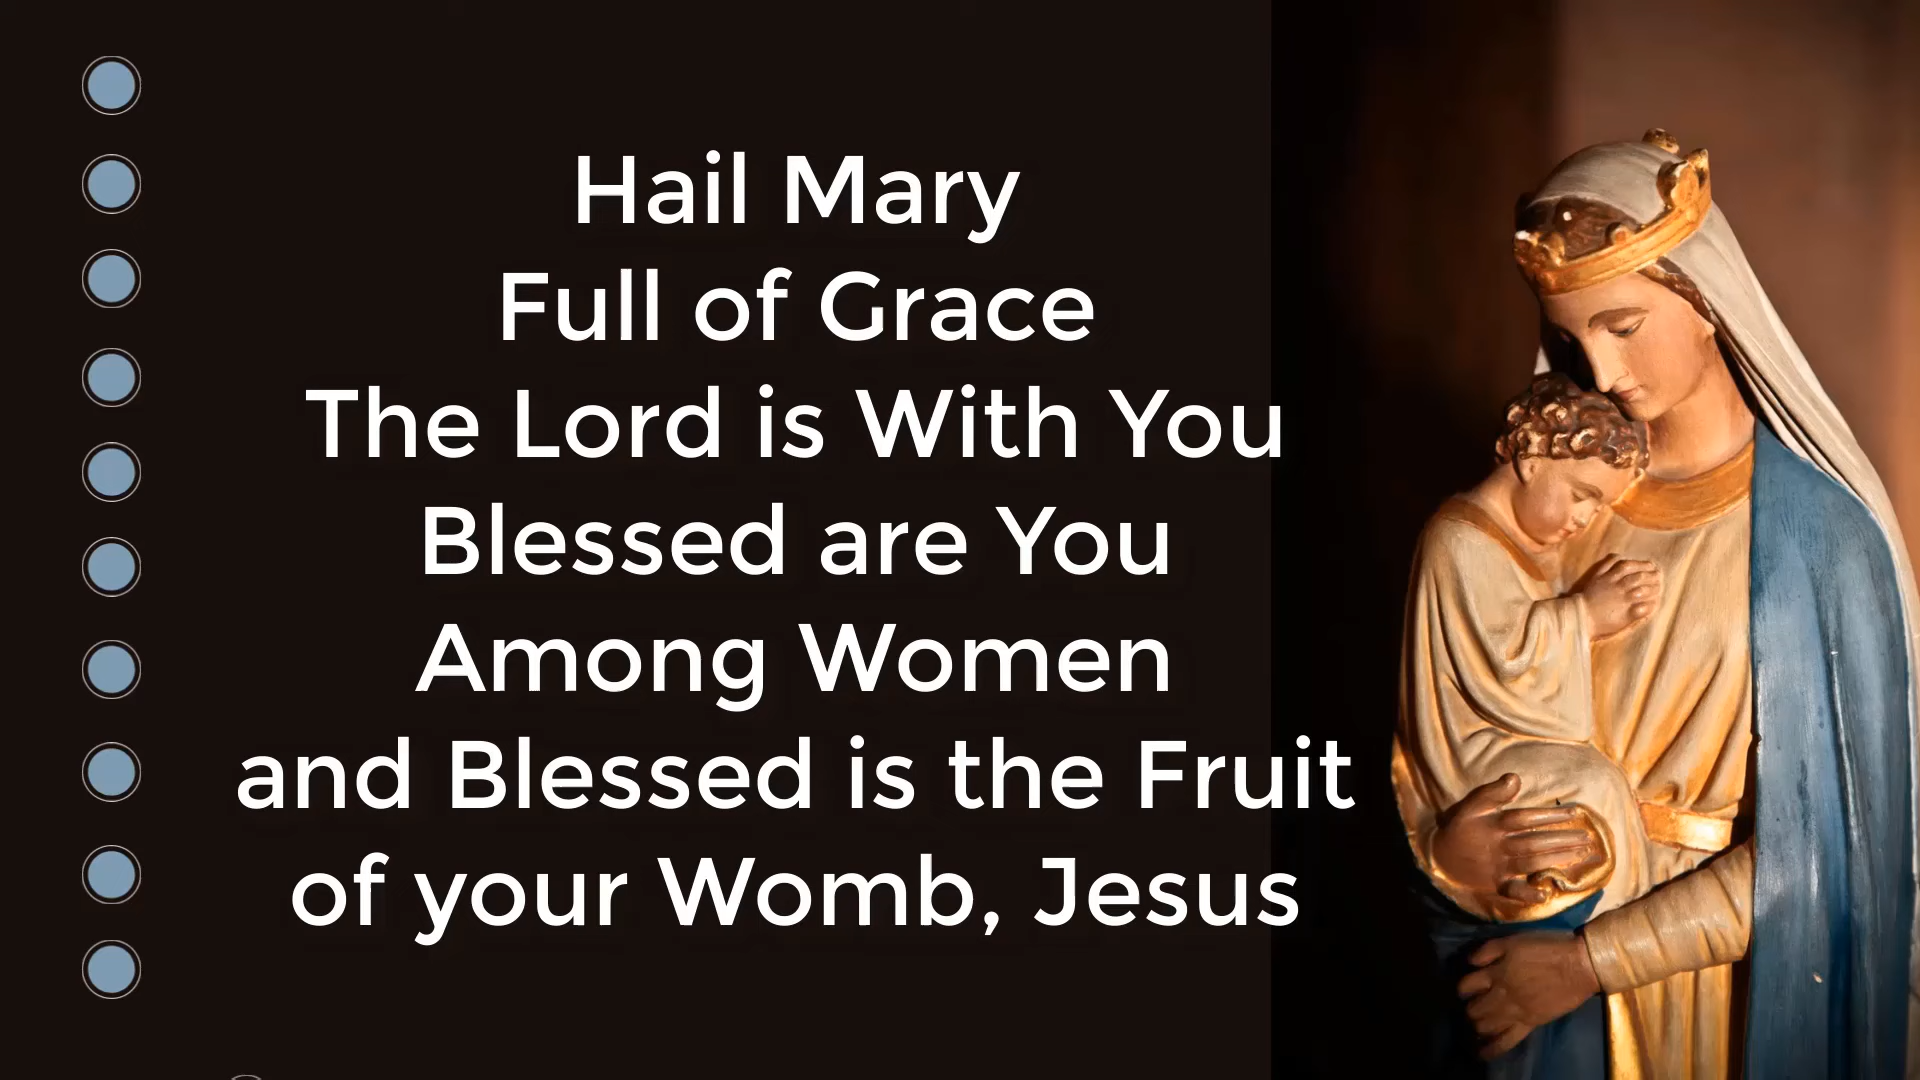 Hail Mary
Full of Grace
The Lord is With You
Blessed are You
Among Women
and Blessed is the Fruit
of your Womb, Jesus